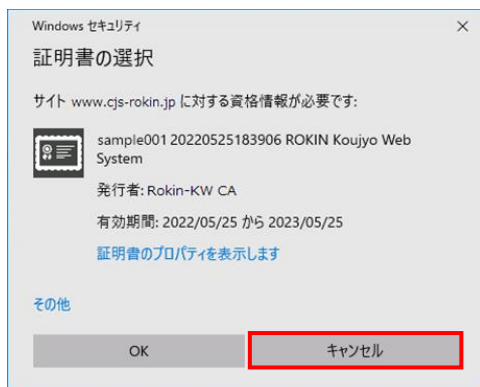 Windows セキュリティ
証明書の選択
サイト www.cjs-rokin.jp に対する資格情報が必要です:
sample001 20220525183906 ROKIN Koujyo Web
System
発行者: Rokin-KW CA
有効期間: 2022/05/25 から 2023/05/25
証明書のプロパティを表示します
その他
OK
キャンセル